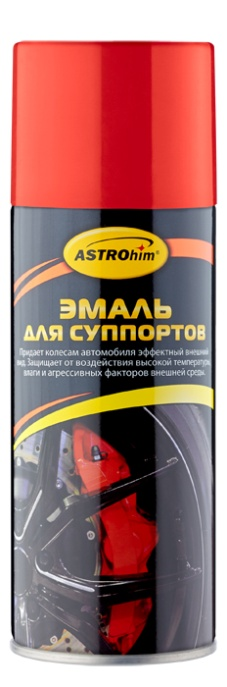 ASTROhim®
ЭМАЛЬ
ДЛЯ СУППОРТОВ
Придает колесам автомобиля эффектный внешний
вид. Защищает от воздействия высокой температуры,
влаги и агрессивных факторов внешней среды.